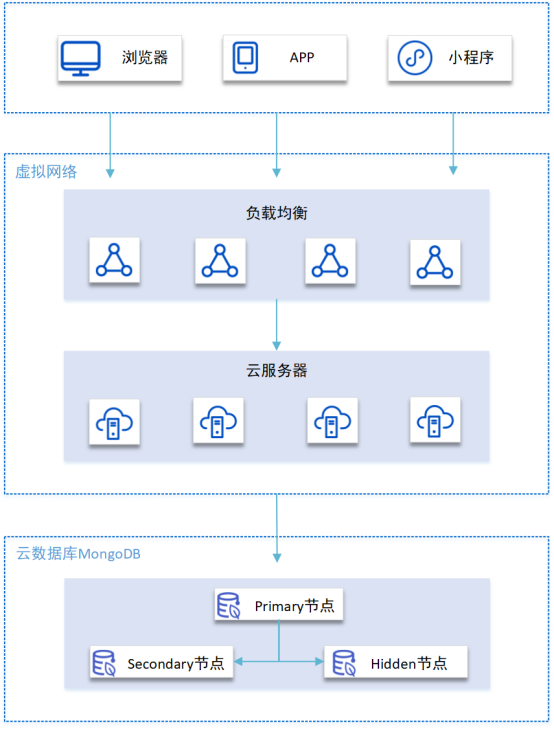 浏览器
APP
小程序
虚拟网络
负载均衡
云服务器
云数据库MongoDB
Primary节点
Secondary节点
Hidden节点